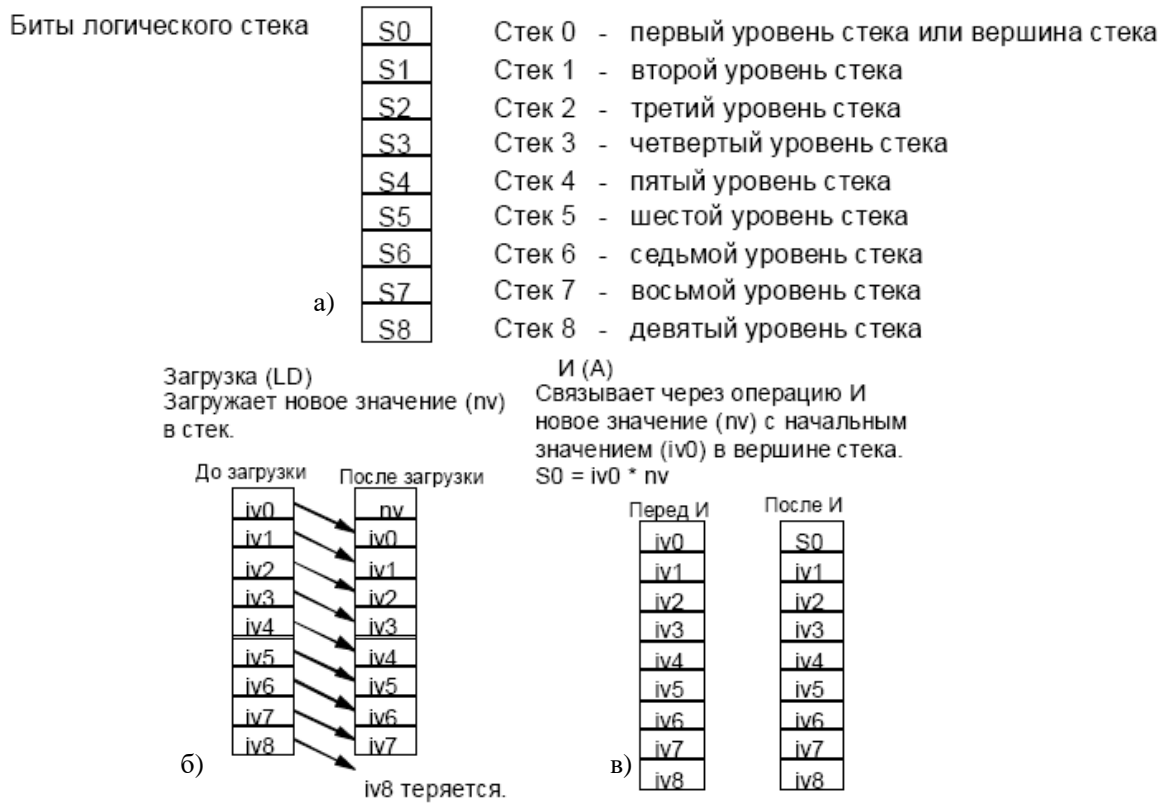 Биты логического стека
S0 Стек 0 - первый уровень стека или вершина стека
S1 Стек 1 - второй уровень стека
S2 Стек 2 - третий уровень стека
S3 Стек 3 - четвертый уровень стека
S4 Стек 4 - пятый уровень стека
S5 Стек 5 - шестой уровень стека
S6 Стек 6 - седьмой уровень стека
S7 Стек 7 - восьмой уровень стека
S8 Стек 8 - девятый уровень стека
а)
Загрузка (LD)
Загружает новое значение (nv)
в стек.
До загрузки После загрузки
iv0 nv
iv1 iv0
iv2 iv1
iv3 iv2
iv4 iv3
iv5 iv4
iv6 iv5
iv7 iv6
iv8 iv7
б)
iv8 теряется.
И (A)
Связывает через операцию И
новое значение (nv) с начальным
значением (iv0) в вершине стека.
S0 = iv0 * nv
Перед И После И
iv0 S0
iv1 iv1
iv2 iv2
iv3 iv3
iv4 iv4
iv5 iv5
iv6 iv6
iv7 iv7
iv8 iv8
в)